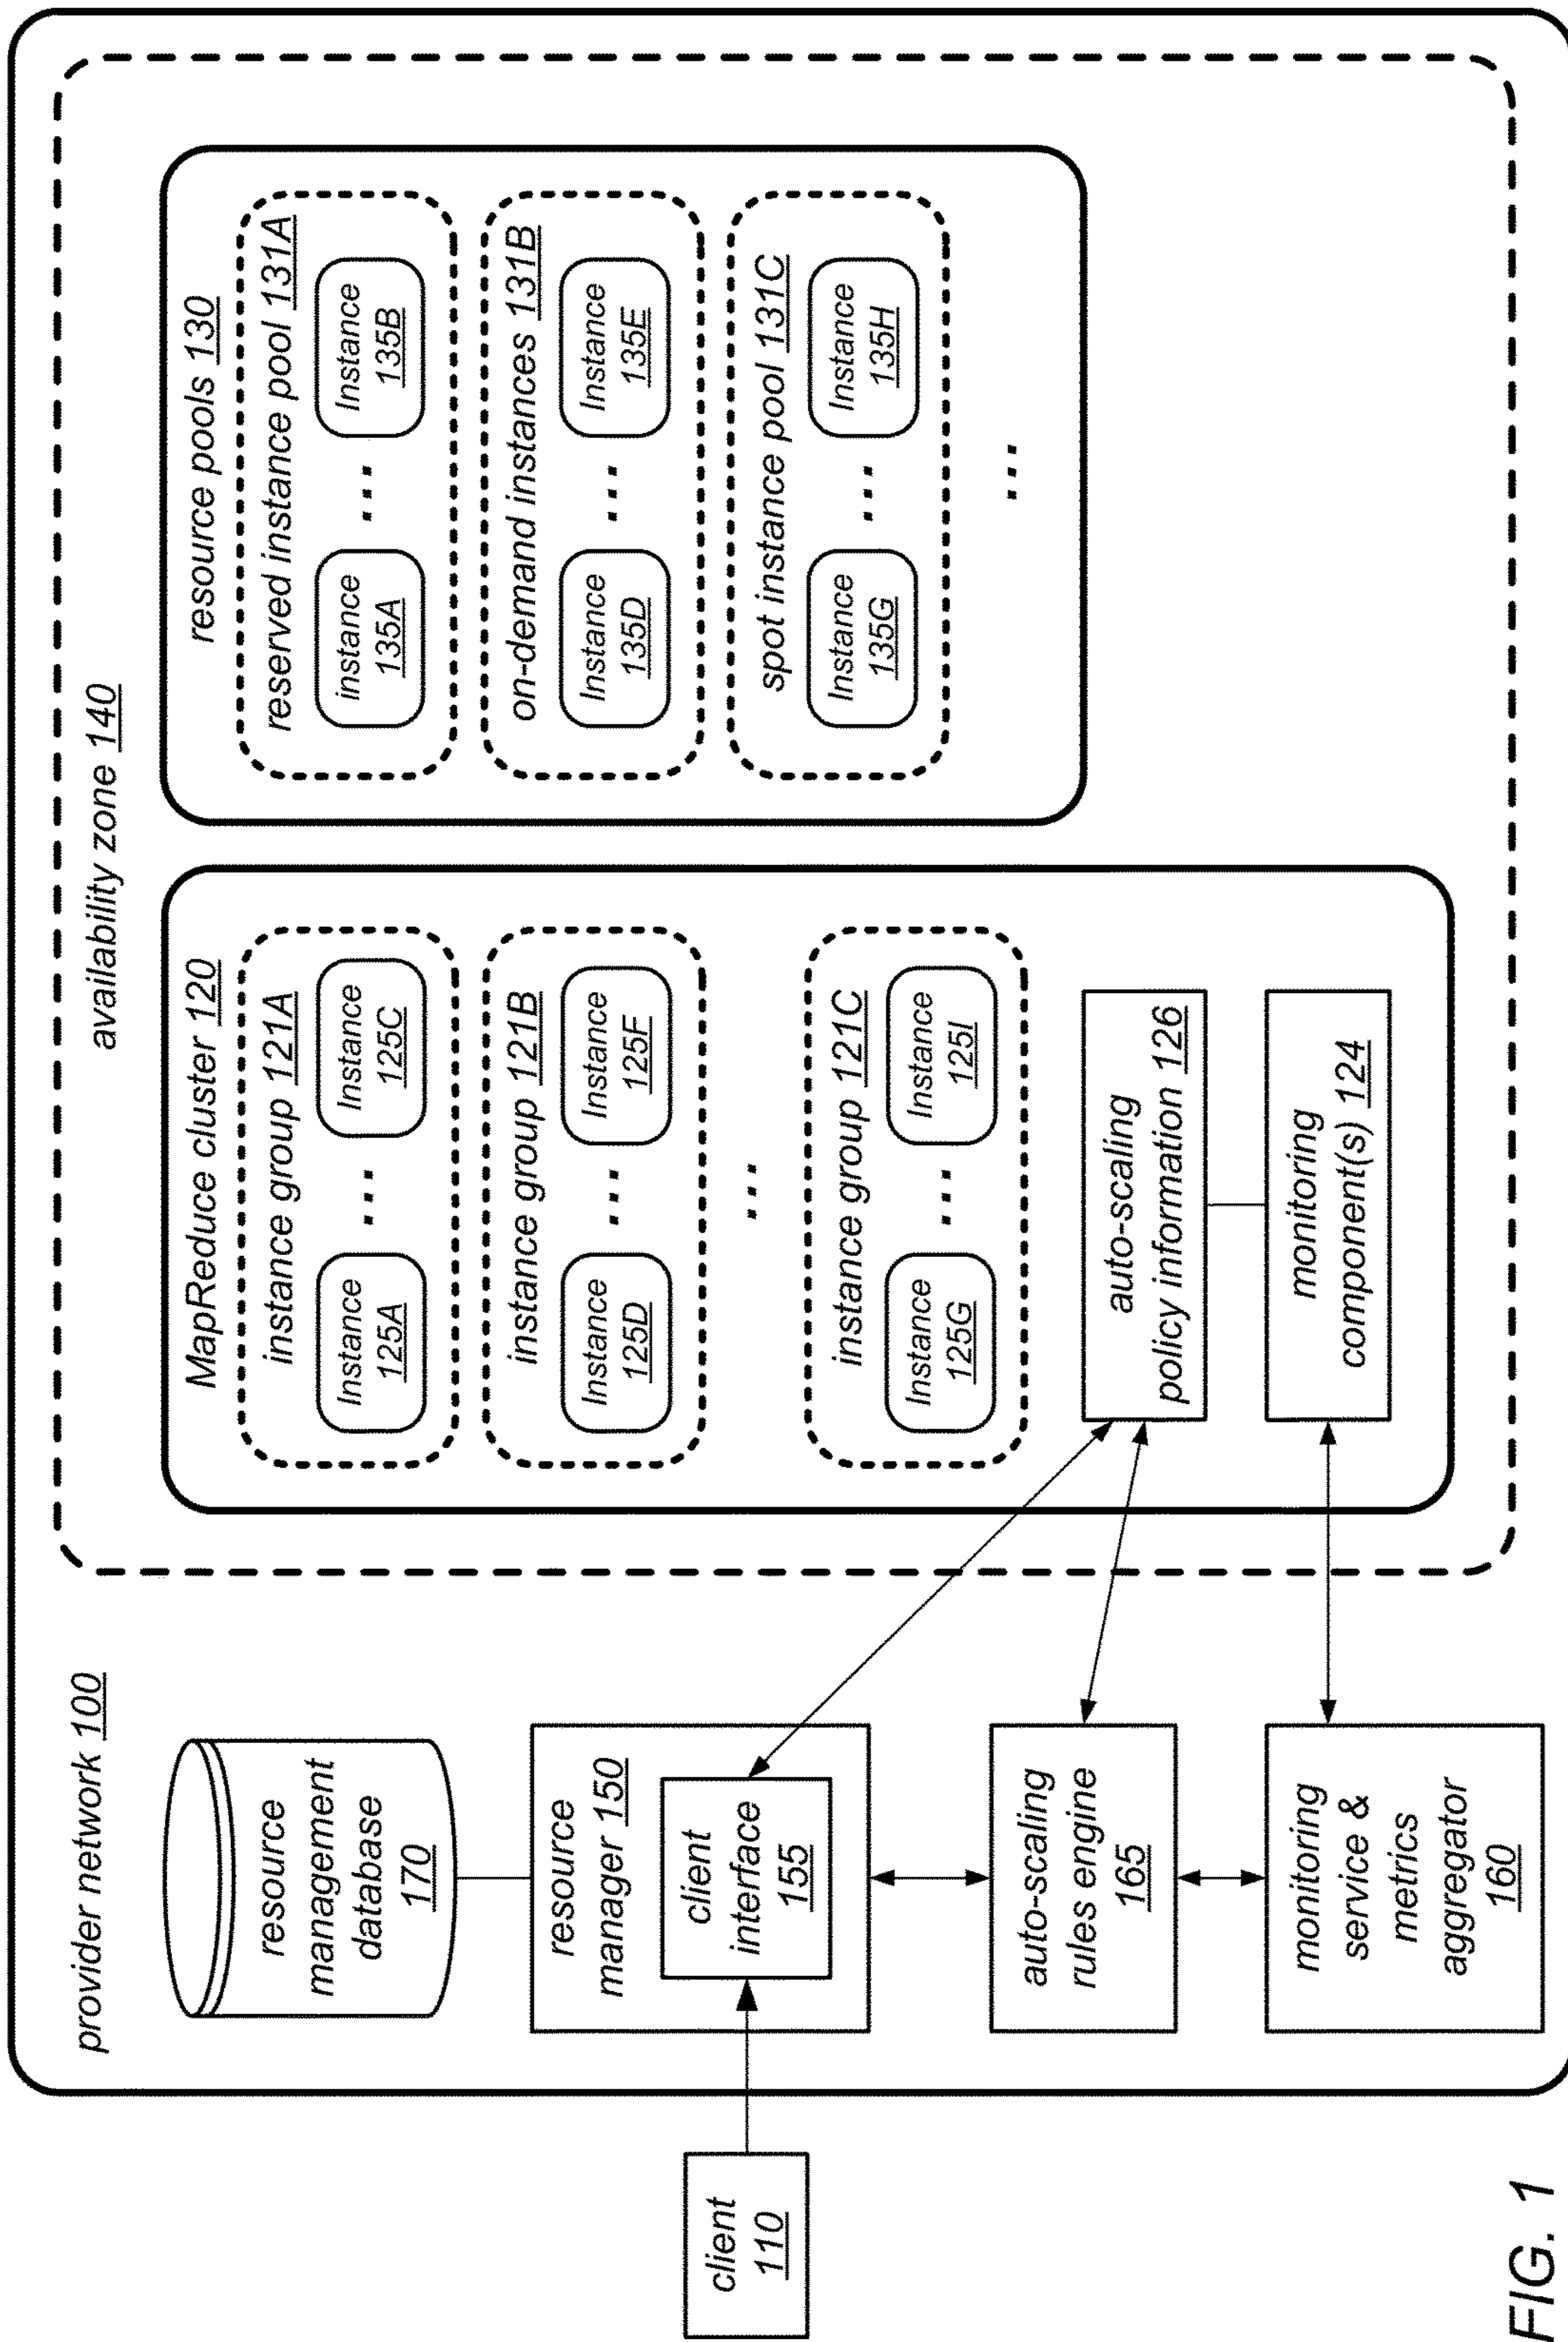 provider network 100
resource
management
database
170
resource
manager 150
client
interface
155
client
110
auto-scaling
rules engine
165
monitoring
service &
metrics
aggregator
160
availability zone 140
MapReduce cluster 120
instance group 121A
Instance
125A
...
Instance
125C
instance group 121B
Instance
125D
...
Instance
125F
...
instance group 121C
Instance
125G
...
Instance
125I
auto-scaling
policy information 126
monitoring
component(s) 124
resource pools 130
reserved instance pool 131A
instance
135A
...
Instance
135B
on-demand instances 131B
Instance
135D
...
Instance
135E
spot instance pool 131C
Instance
135G
...
Instance
135H
...
FIG. 1